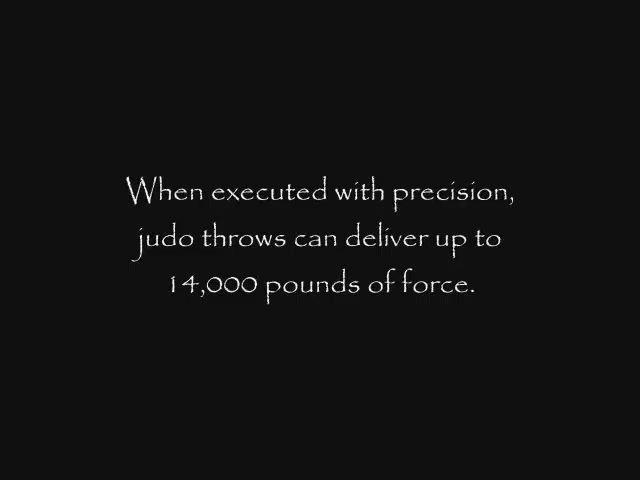 When executed with precision,
judo throws can deliver up to
14,000 pounds of force.